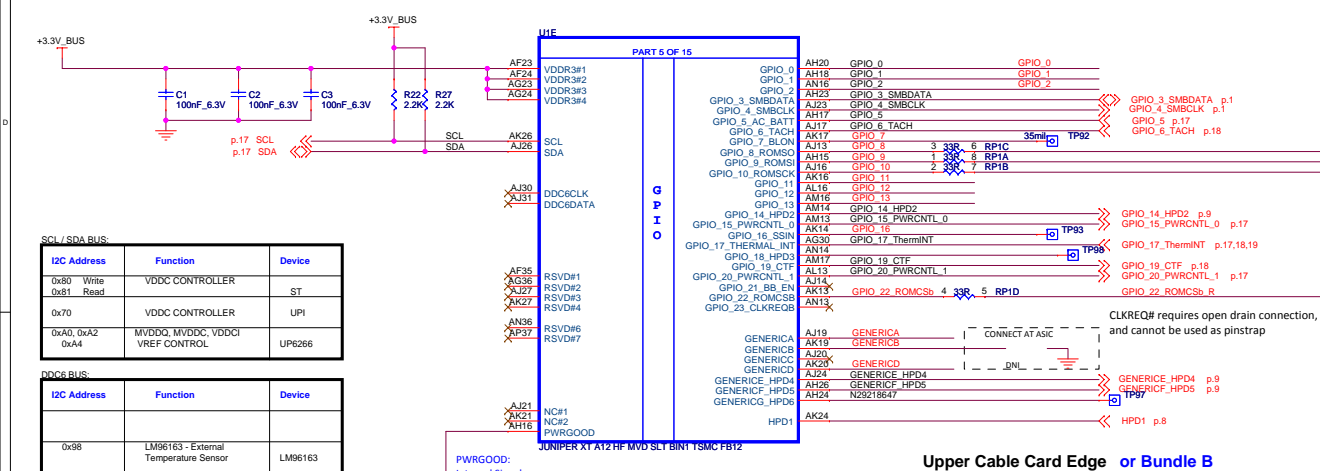 +3.3V_BUS
+3.3V_BUS
C1
100nF_6.3V
C2
100nF_6.3V
C3
100nF_6.3V
R22
2.2K
R27
2.2K
p.17 SCL
p.17 SDA
SCL
SDA
U1E
PART 5 OF 15
GPIO
AF23 VDDR3#1
AF24 VDDR3#2
AG23 VDDR3#3
AG24 VDDR3#4
AK26 SCL
AJ26 SDA
AJ30 DDC6CLK
AJ31 DDC6DATA
AF35 RSVD#1
AG36 RSVD#2
AJ27 RSVD#3
AK27 RSVD#4
AN36 RSVD#6
AP37 RSVD#7
AJ21 NC#1
AK21 NC#2
AH16 PWRGOOD
GPIO_0 AH20 GPIO_0 GPIO_0
GPIO_1 AH18 GPIO_1 GPIO_1
GPIO_2 AN16 GPIO_2 GPIO_2
GPIO_3_SMBDATA AH23 GPIO_3_SMBDATA GPIO_3_SMBDATA p.1
GPIO_4_SMBCLK AJ23 GPIO_4_SMBCLK GPIO_4_SMBCLK p.1
GPIO_5_AC_BATT AH17 GPIO_5 GPIO_5 p.17
GPIO_6_TACH AJ17 GPIO_6_TACH GPIO_6_TACH p.18
GPIO_7_BLON AK17 GPIO_7 35mil TP92
GPIO_8_ROMSO AJ13 GPIO_8 3 33R 6 RP1C
GPIO_9_ROMSI AH15 GPIO_9 1 33R 8 RP1A
GPIO_10_ROMSCK AJ16 GPIO_10 2 33R 7 RP1B
GPIO_11 AK16 GPIO_11
GPIO_12 AL16 GPIO_12
GPIO_13 AM16 GPIO_13
GPIO_14_HPD2 AM14 GPIO_14_HPD2 GPIO_14_HPD2 p.9
GPIO_15_PWRCNTL_0 AM13 GPIO_15_PWRCNTL_0 GPIO_15_PWRCNTL_0 p.17
GPIO_16_SSIN AK14 GPIO_16 TP93
GPIO_17_THERMAL_INT AG30 GPIO_17_ThermINT GPIO_17_ThermINT p.17,18,19
GPIO_18_HPD3 AN14 TP98
GPIO_19_CTF AM17 GPIO_19_CTF GPIO_19_CTF p.18
GPIO_20_PWRCNTL_1 AL13 GPIO_20_PWRCNTL_1 GPIO_20_PWRCNTL_1 p.17
GPIO_21_BB_EN AJ14
GPIO_22_ROMCSB AK13 GPIO_22_ROMCSb 4 33R 5 RP1D GPIO_22_ROMCSb_R
GPIO_23_CLKREQB AN13
CLKREQ# requires open drain connection,
and cannot be used as pinstrap
GENERICA AJ19 GENERICA
GENERICB AK19 GENERICB
GENERICC AJ20
GENERICD AK20 GENERICD
CONNECT AT ASIC
DNI
GENERICE_HPD4 AJ24 GENERICE_HPD4 GENERICE_HPD4 p.9
GENERICF_HPD5 AH26 GENERICF_HPD5 GENERICF_HPD5 p.9
GENERICG_HPD6 AH24 N29218647 TP97
HPD1 AK24 HPD1 p.8
JUNIPER XT A12 HF MVD SLT BIN1 TSMC FB12
PWRGOOD:
Upper Cable Card Edge or Bundle B
D
SCL / SDA BUS:
I2C Address Function Device
0x80 Write VDDC CONTROLLER
0x81 Read ST
0x70 VDDC CONTROLLER UPI
0xA0, 0xA2 MVDDQ, MVDDC, VDDCI
0xA4 VREF CONTROL UP6266
DDC6 BUS:
I2C Address Function Device
0x98 LM96163 - External
Temperature Sensor LM96163